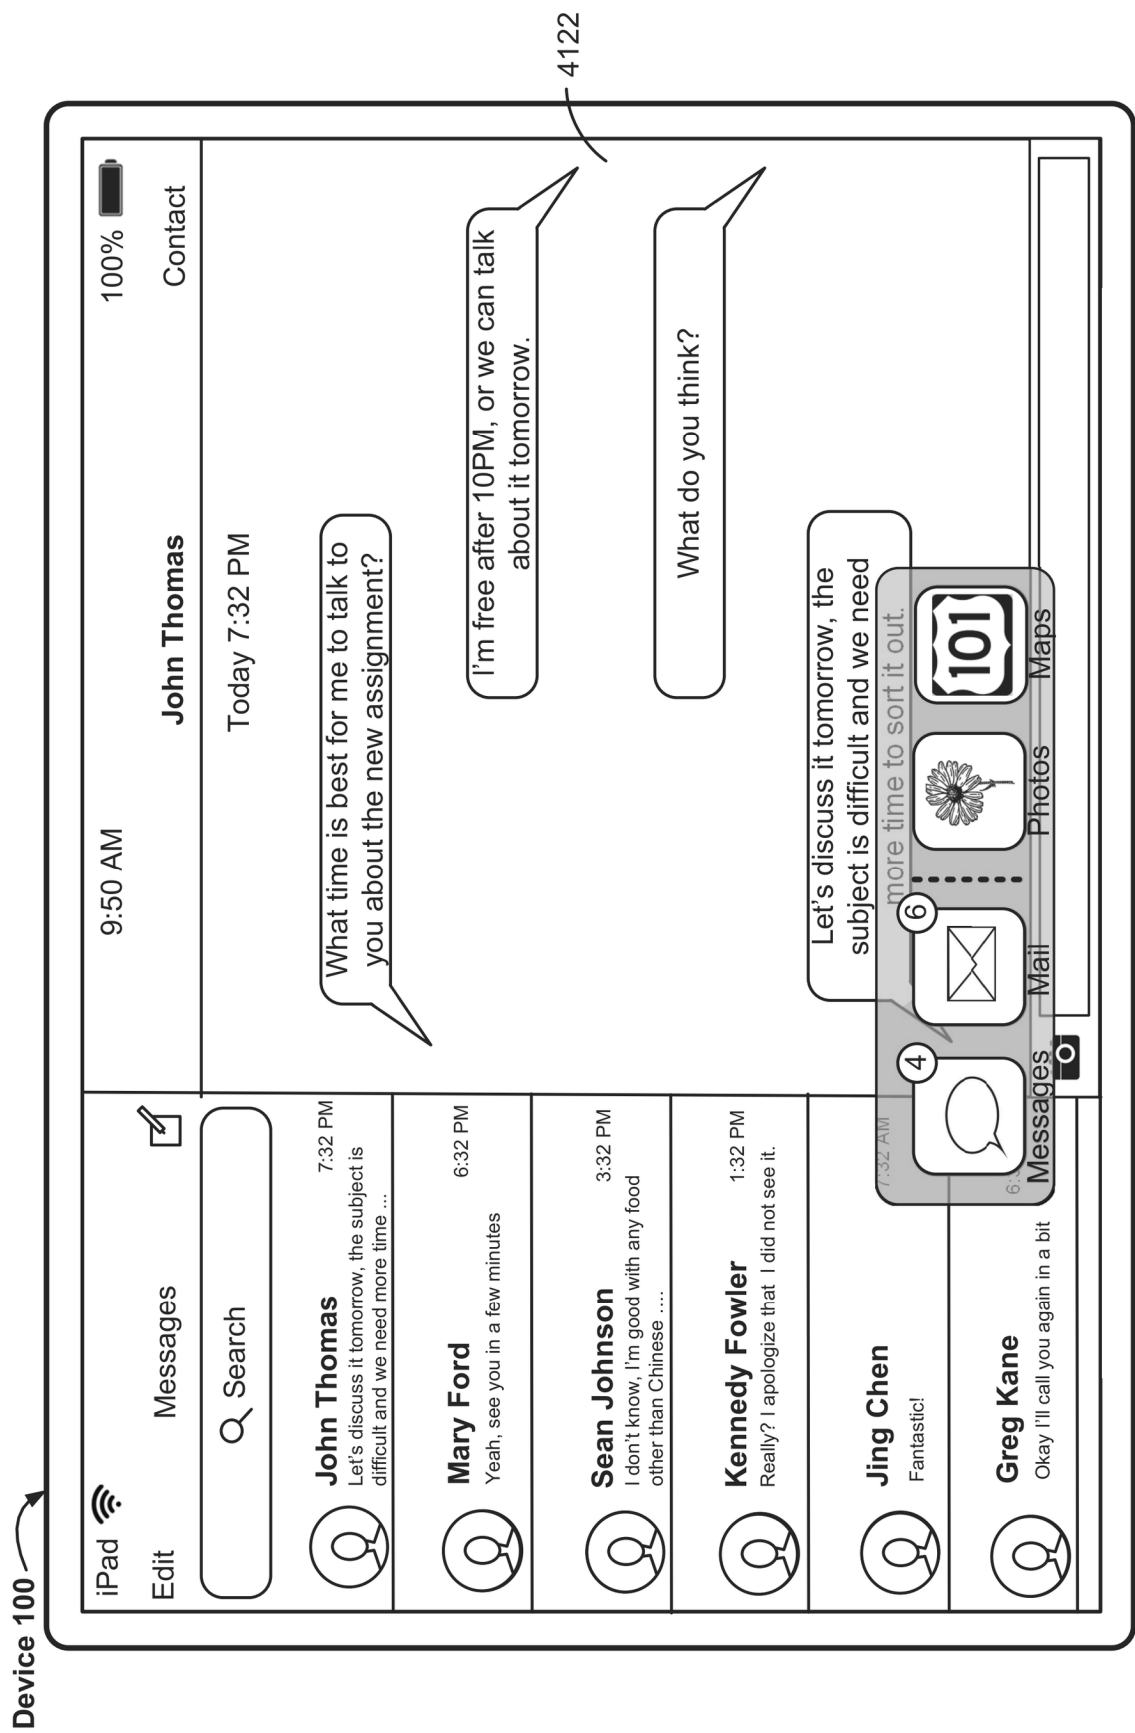 Device 100
4122
iPad
9:50 AM
100%
Edit
Messages
John Thomas
Contact
Search
Today 7:32 PM
John Thomas
7:32 PM
Let's discuss it tomorrow, the subject is
difficult and we need more time ...
Mary Ford
6:32 PM
Yeah, see you in a few minutes
Sean Johnson
3:32 PM
I don't know, I'm good with any food
other than Chinese ....
Kennedy Fowler
1:32 PM
Really? I apologize that I did not see it.
Jing Chen
7:32 AM
Fantastic!
Greg Kane
Okay I'll call you again in a bit
What time is best for me to talk to
you about the new assignment?
I'm free after 10PM, or we can talk
about it tomorrow.
What do you think?
Let's discuss it tomorrow, the
subject is difficult and we need
more time to sort it out.
4
6
101
Messages
Mail
Photos
Maps